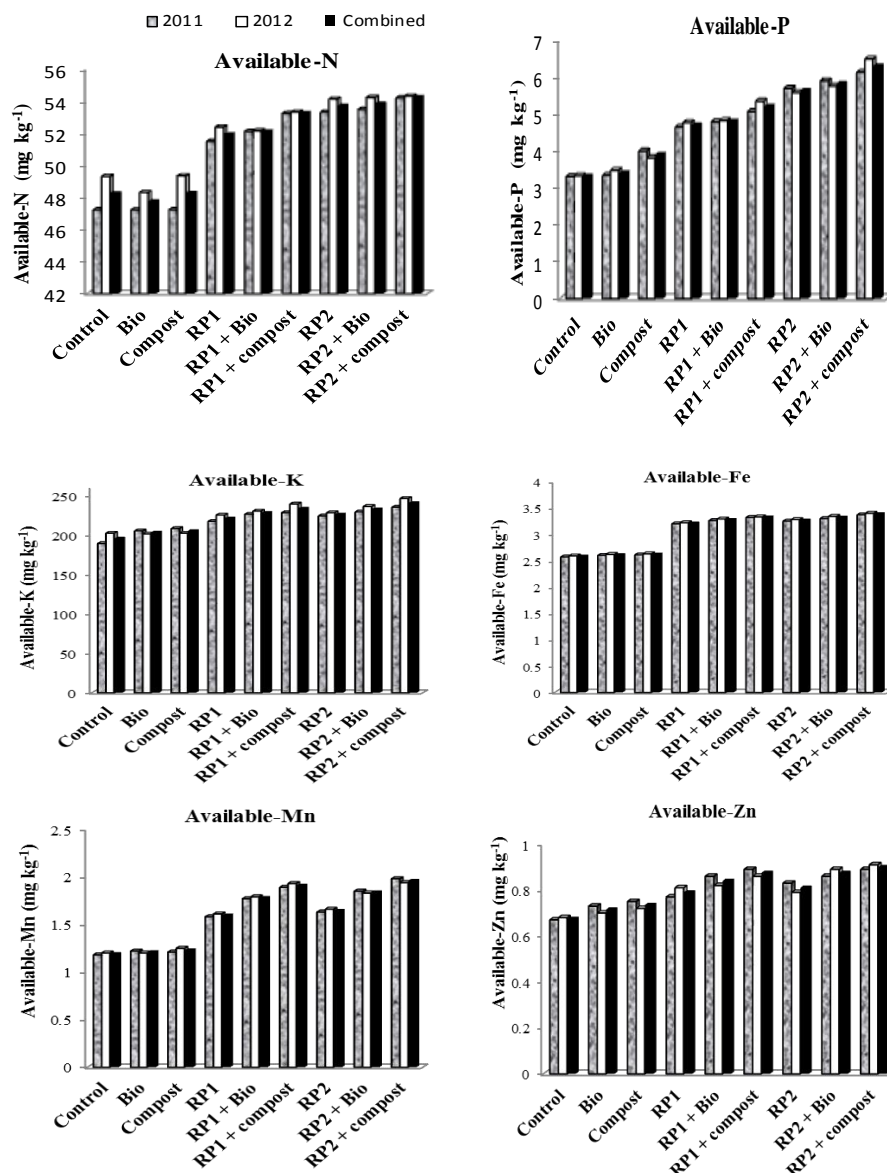 2011 2012 Combined
Available-N
Available-N (mg kg-1)
56
54
52
50
48
46
44
42
Control
Bio
Compost
RP1
RP1 + Bio
RP1 + compost
RP2
RP2 + Bio
RP2 + compost
Available-P
Available-P (mg kg-1)
7
6
5
4
3
2
1
0
Control
Bio
Compost
RP1
RP1 + Bio
RP1 + compost
RP2
RP2 + Bio
RP2 + compost
Available-K
Available-K (mg kg-1)
250
200
150
100
50
0
Control
Bio
Compost
RP1
RP1 + Bio
RP1 + compost
RP2
RP2 + Bio
RP2 + compost
Available-Fe
Available-Fe (mg kg-1)
4
3.5
3
2.5
2
1.5
1
0.5
0
Control
Bio
Compost
RP1
RP1 + Bio
RP1 + compost
RP2
RP2 + Bio
RP2 + compost
Available-Mn
Available-Mn (mg kg-1)
2.5
2
1.5
1
0.5
0
Control
Bio
Compost
RP1
RP1 + Bio
RP1 + compost
RP2
RP2 + Bio
RP2 + compost
Available-Zn
Available-Zn (mg kg-1)
1
0.8
0.6
0.4
0.2
0
Control
Bio
Compost
RP1
RP1 + Bio
RP1 + compost
RP2
RP2 + Bio
RP2 + compost